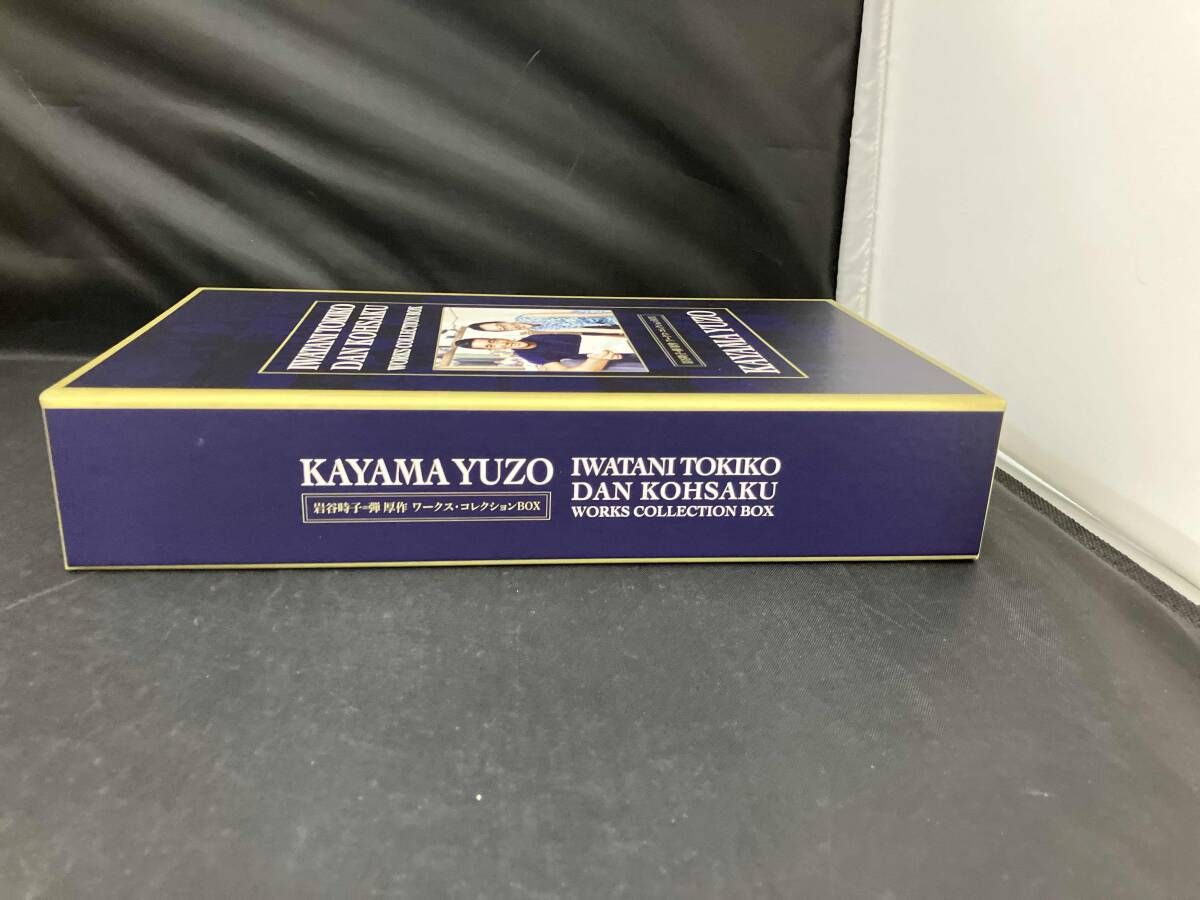 IWATANI TOKIKO
DAN KOHSAKU
WORKS COLLECTION BOX
KAYAMA YUZO
KAYAMA YUZO
岩谷時子=弾 厚作 ワークス・コレクションBOX
IWATANI TOKIKO
DAN KOHSAKU
WORKS COLLECTION BOX